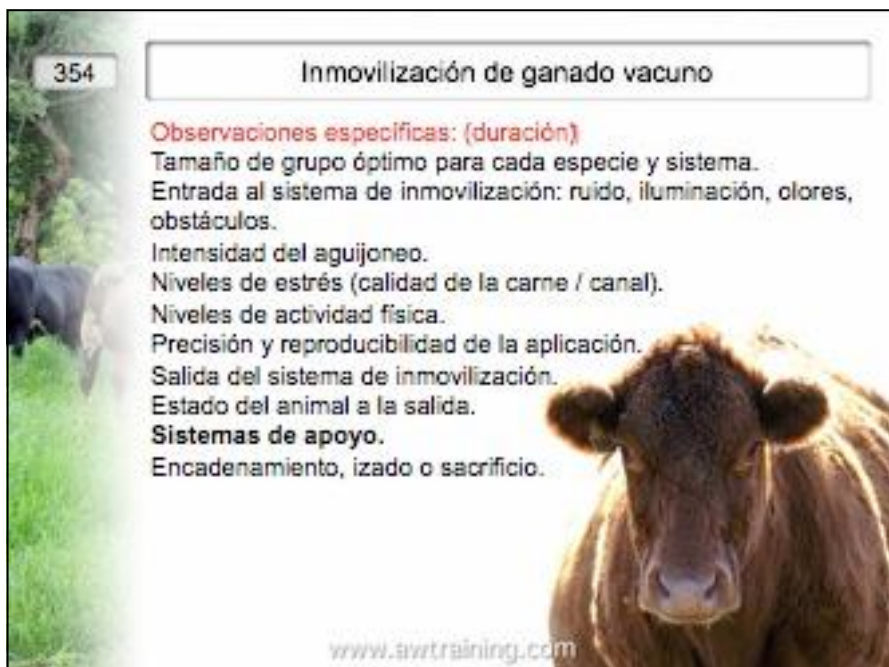 354
Inmovilización de ganado vacuno
Observaciones específicas: (duración)
Tamaño de grupo óptimo para cada especie y sistema.
Entrada al sistema de inmovilización: ruido, iluminación, olores,
obstáculos.
Intensidad del aguijoneo.
Niveles de estrés (calidad de la carne / canal).
Niveles de actividad física.
Precisión y reproducibilidad de la aplicación.
Salida del sistema de inmovilización.
Estado del animal a la salida.
Sistemas de apoyo.
Encadenamiento, izado o sacrificio.
www.awtraining.com